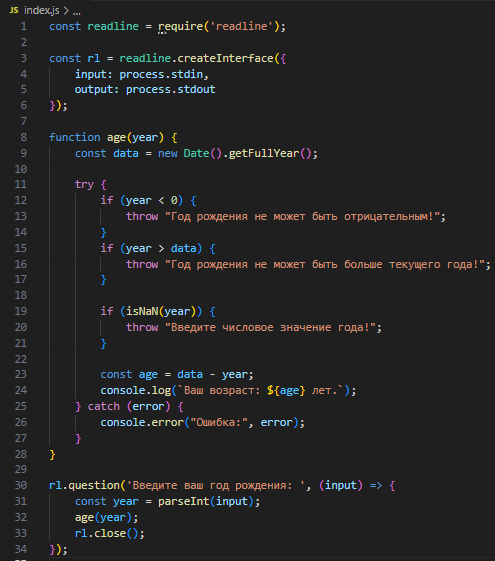 JS index.js > ...
1 const readline = require('readline');
2
3 const rl = readline.createInterface({
4     input: process.stdin,
5     output: process.stdout
6 });
7
8 function age(year) {
9     const data = new Date().getFullYear();
10
11     try {
12         if (year < 0) {
13             throw "Год рождения не может быть отрицательным!";
14         }
15         if (year > data) {
16             throw "Год рождения не может быть больше текущего года!";
17         }
18
19         if (isNaN(year)) {
20             throw "Введите числовое значение года!";
21         }
22
23         const age = data - year;
24         console.log(`Ваш возраст: ${age} лет.`);
25     } catch (error) {
26         console.error("Ошибка:", error);
27     }
28 }
29
30 rl.question('Введите ваш год рождения: ', (input) => {
31     const year = parseInt(input);
32     age(year);
33     rl.close();
34 });